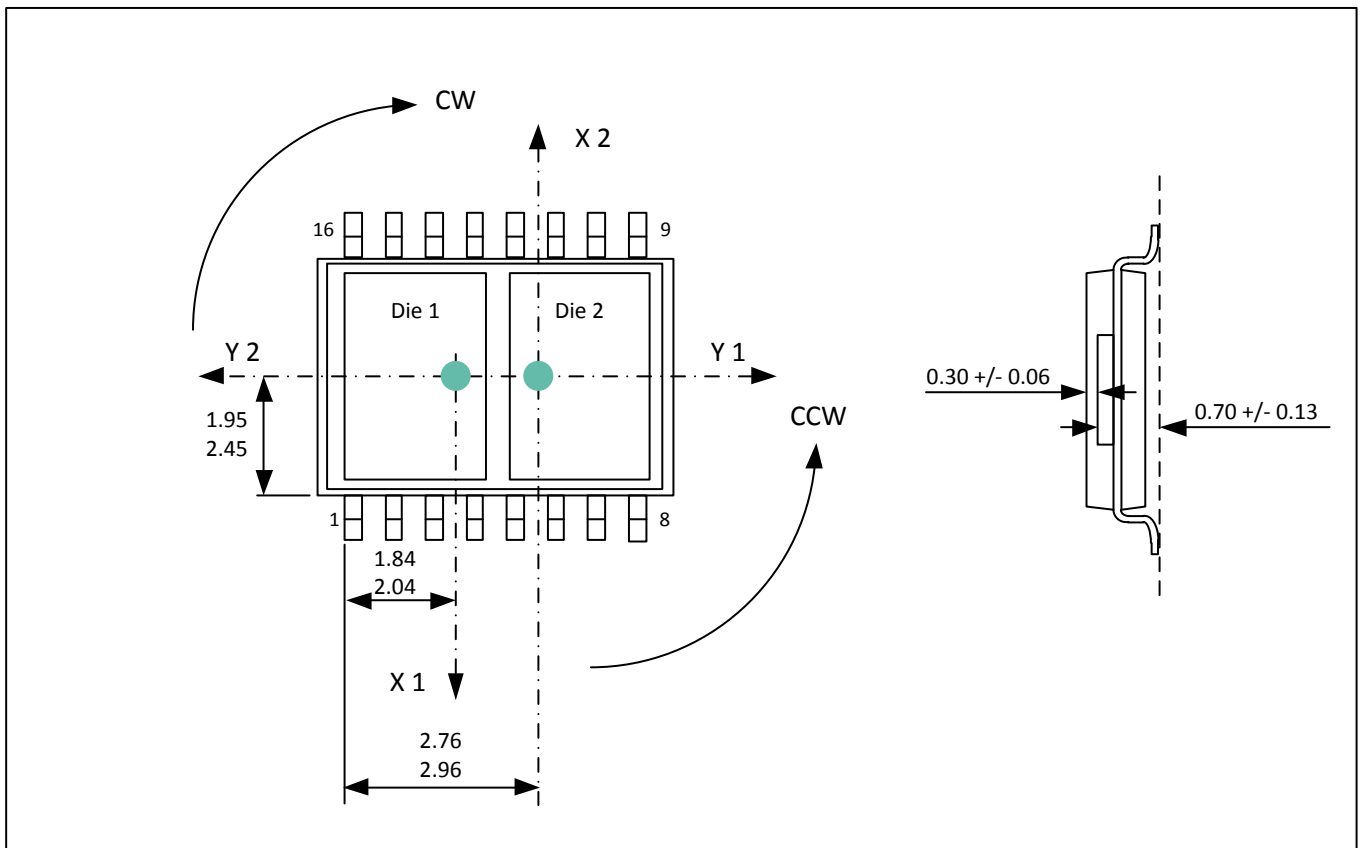 CW
X 2
16
9
Die 1
Die 2
Y 2
Y 1
0.30 +/- 0.06
1.95
2.45
CCW
0.70 +/- 0.13
1
8
1.84
2.04
X 1
2.76
2.96